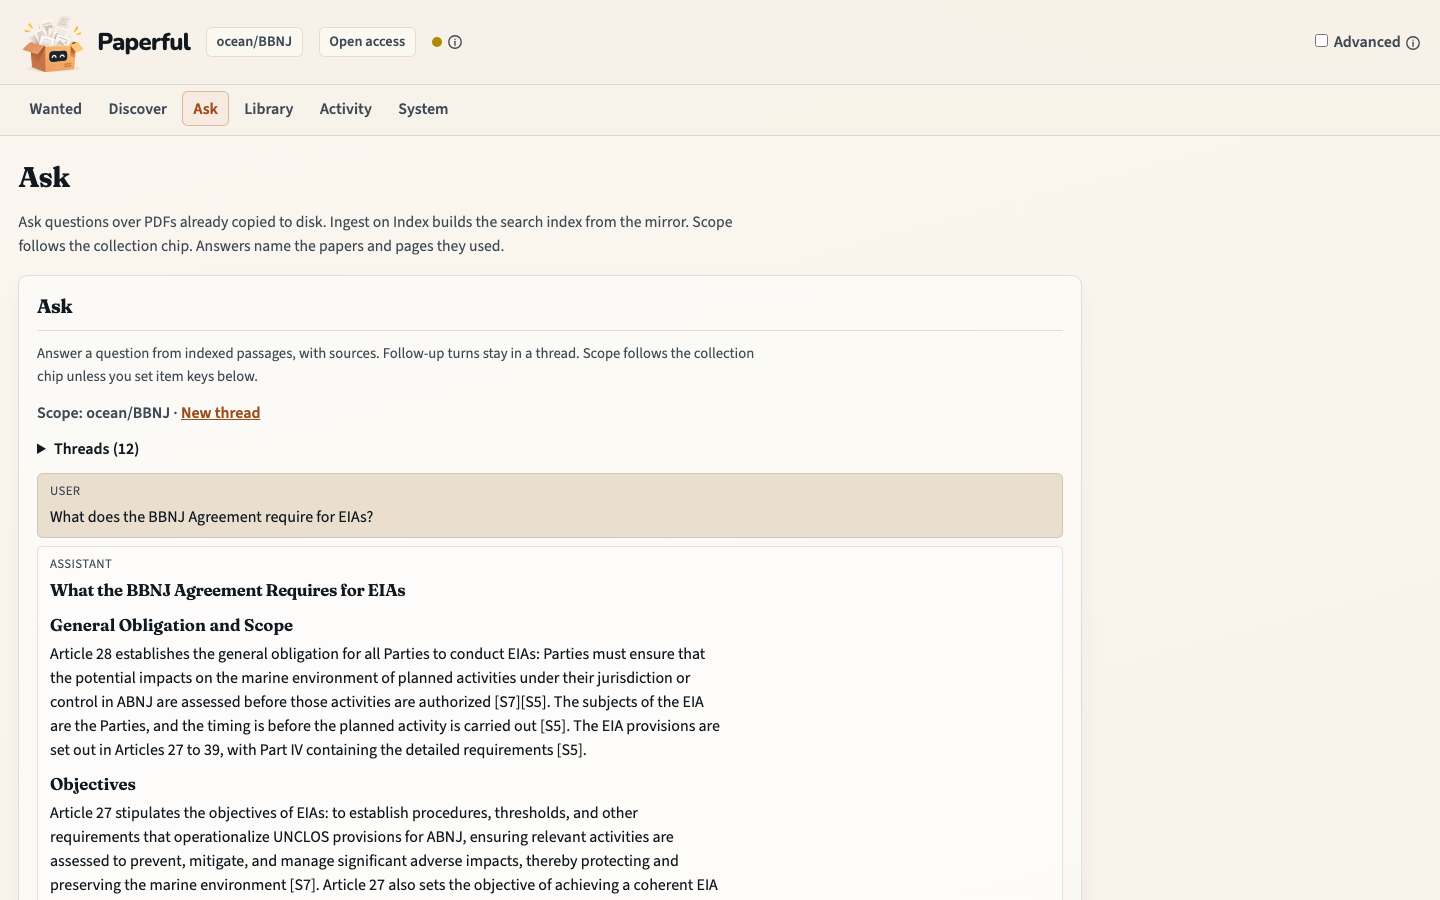 Paperful
ocean/BBNJ
Open access
Advanced
Wanted
Discover
Ask
Library
Activity
System
Ask
Ask questions over PDFs already copied to disk. Ingest on Index builds the search index from the mirror. Scope
follows the collection chip. Answers name the papers and pages they used.
Ask
Answer a question from indexed passages, with sources. Follow-up turns stay in a thread. Scope follows the collection
chip unless you set item keys below.
Scope: ocean/BBNJ · New thread
Threads (12)
USER
What does the BBNJ Agreement require for EIAs?
ASSISTANT
What the BBNJ Agreement Requires for EIAs
General Obligation and Scope
Article 28 establishes the general obligation for all Parties to conduct EIAs: Parties must ensure that
the potential impacts on the marine environment of planned activities under their jurisdiction or
control in ABNJ are assessed before those activities are authorized [S7][S5]. The subjects of the EIA
are the Parties, and the timing is before the planned activity is carried out [S5]. The EIA provisions are
set out in Articles 27 to 39, with Part IV containing the detailed requirements [S5].
Objectives
Article 27 stipulates the objectives of EIAs: to establish procedures, thresholds, and other
requirements that operationalize UNCLOS provisions for ABNJ, ensuring relevant activities are
assessed to prevent, mitigate, and manage significant adverse impacts, thereby protecting and
preserving the marine environment [S7]. Article 27 also sets the objective of achieving a coherent EIA